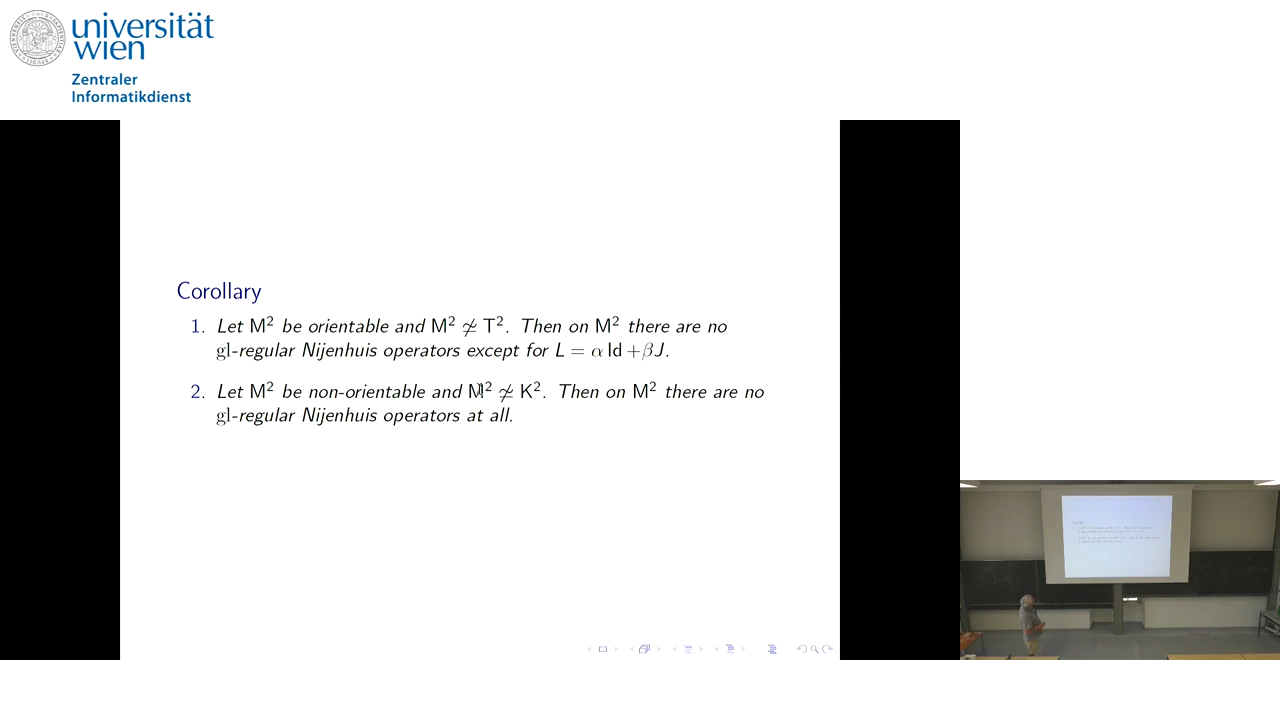 universität
wien
Zentraler
Informatikdienst
Corollary
1. Let M² be orientable and M² ≄ T². Then on M² there are no
gl-regular Nijenhuis operators except for L = α Id +βJ.
2. Let M² be non-orientable and M² ≄ K². Then on M² there are no
gl-regular Nijenhuis operators at all.